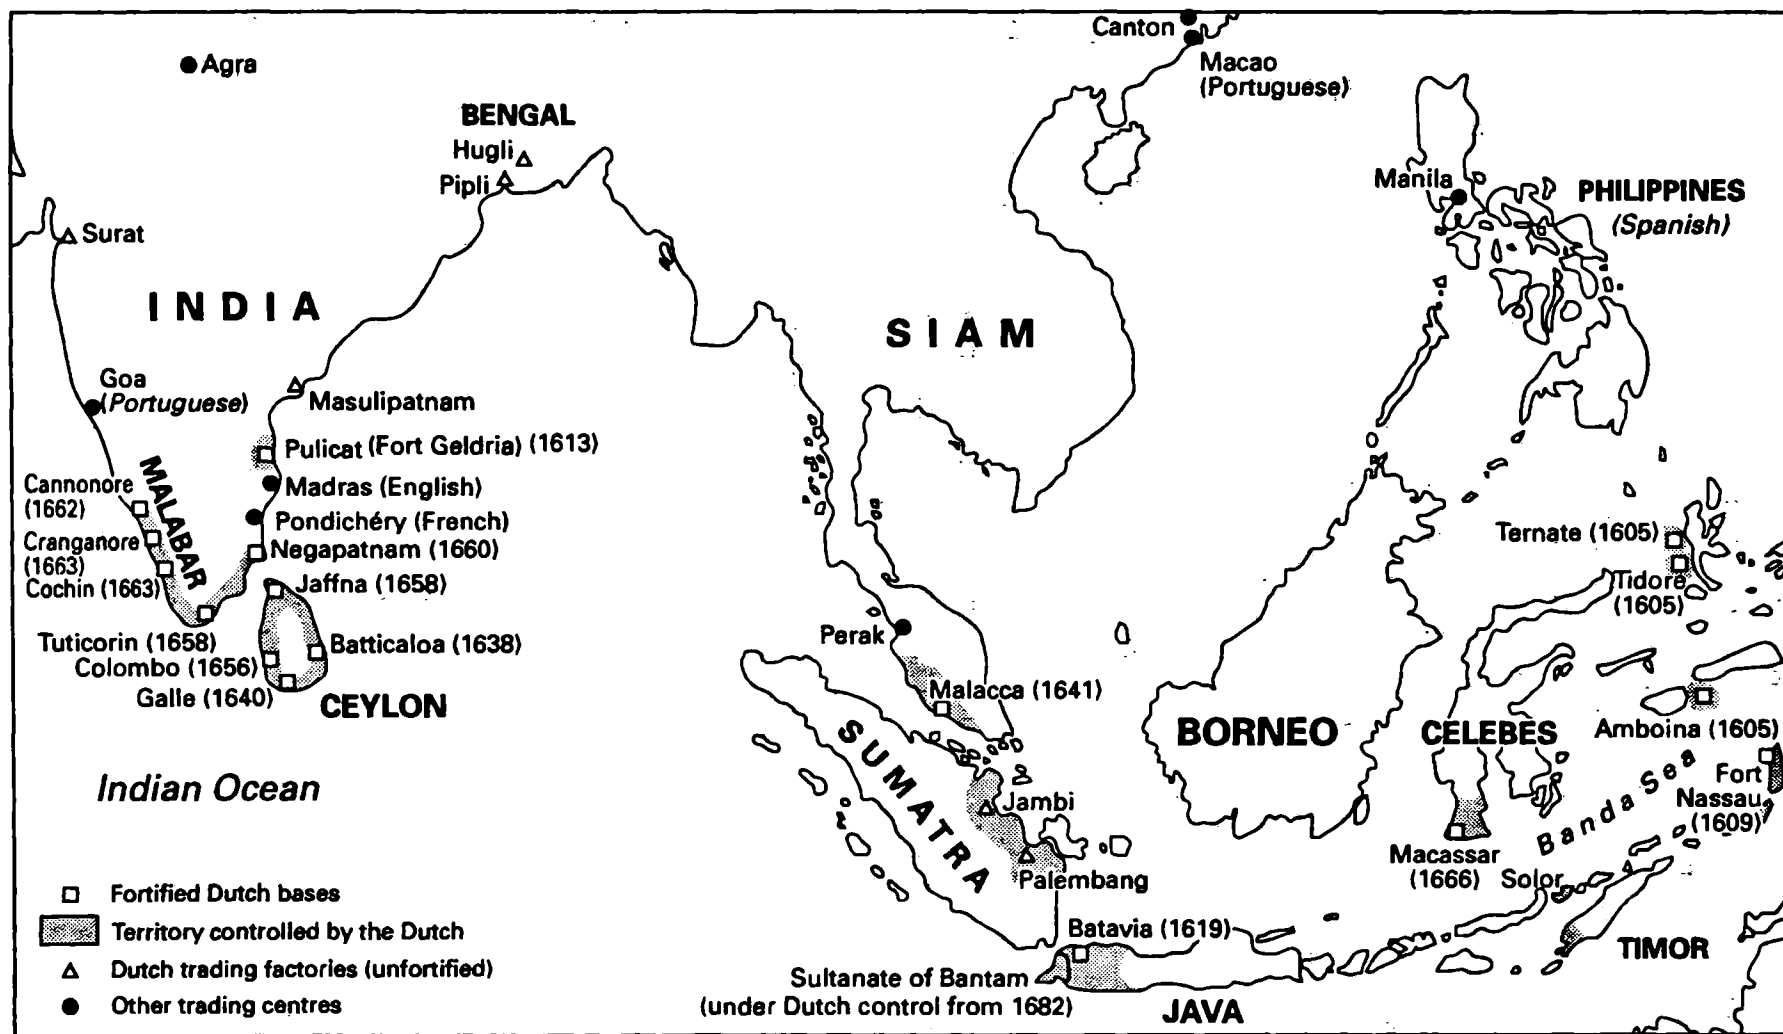 Canton
Macao
(Portuguese)
Agra
BENGAL
Hugli
Pipli
Manila
PHILIPPINES
(Spanish)
Surat
INDIA
SIAM
Goa
(Portuguese)
Masulipatnam
Pulicat (Fort Geldria) (1613)
MALABAR
Cannonore
(1662)
Madras (English)
Pondichéry (French)
Cranganore
(1663)
Negapatnam (1660)
Cochin (1663)
Jaffna (1658)
Ternate (1605)
Tidore
(1605)
Tuticorin (1658)
Batticaloa (1638)
Colombo (1656)
Galle (1640)
CEYLON
Perak
Malacca (1641)
SUMATRA
BORNEO
CELEBES
Amboina (1605)
Banda Sea
Fort
Nassau
(1609)
Indian Ocean
Jambi
Palembang
Macassar
(1666)
Solor
Batavia (1619)
TIMOR
Sultanate of Bantam
(under Dutch control from 1682)
JAVA
Fortified Dutch bases
Territory controlled by the Dutch
Dutch trading factories (unfortified)
Other trading centres